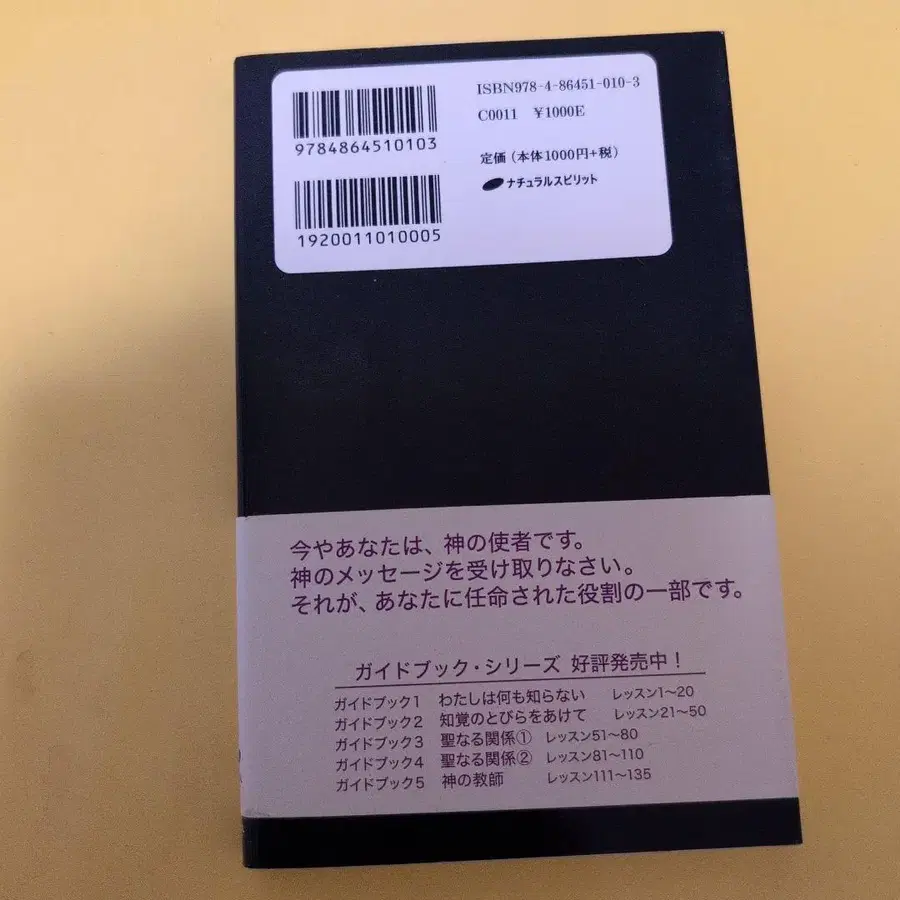 ISBN978-4-86451-010-3
C0011 ¥1000E
9784864510103
定価(本体1000円+税)
ナチュラルスピリット
1920011010005
今やあなたは、神の使者です。
神のメッセージを受け取りなさい。
それが、あなたに任命された役割の一部です。
ガイドブック・シリーズ 好評発売中!
ガイドブック1 わたしは何も知らない レッスン1〜20
ガイドブック2 知覚のとびらをあけて レッスン21〜50
ガイドブック3 聖なる関係① レッスン51〜80
ガイドブック4 聖なる関係② レッスン81〜110
ガイドブック5 神の教師 レッスン111〜135